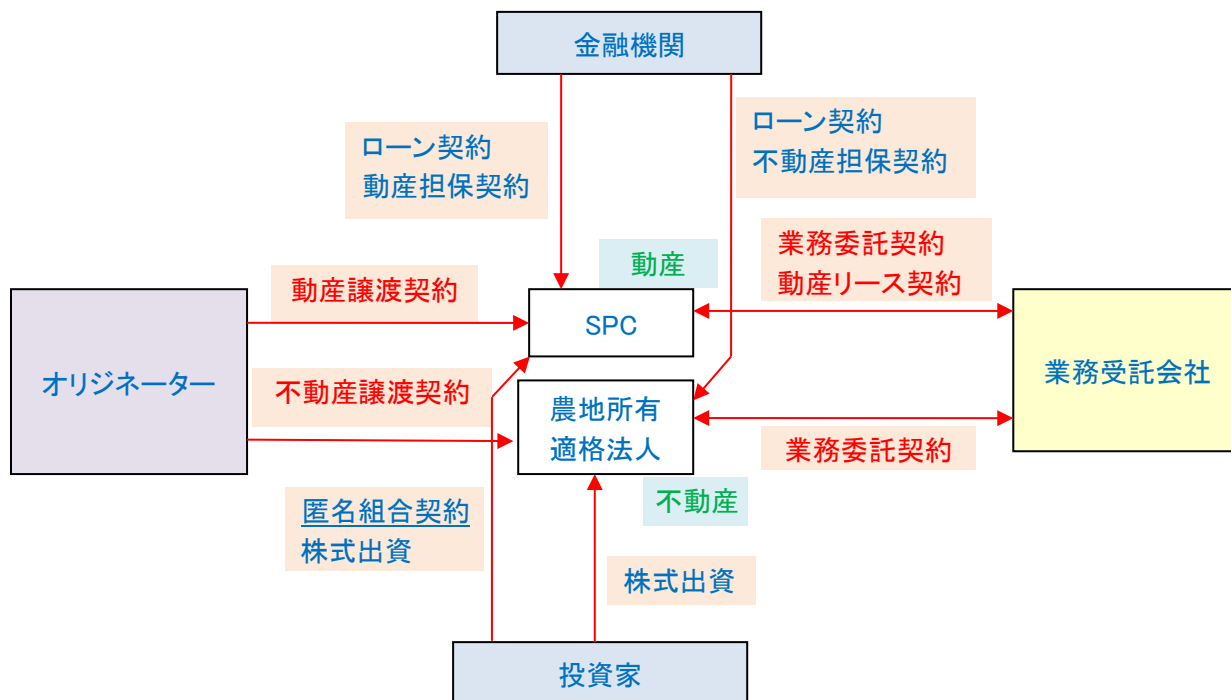 金融機関
ローン契約
動産担保契約
ローン契約
不動産担保契約
動産
業務委託契約
動産リース契約
動産譲渡契約
SPC
オリジネーター
不動産譲渡契約
農地所有
適格法人
業務受託会社
業務委託契約
不動産
匿名組合契約
株式出資
株式出資
投資家